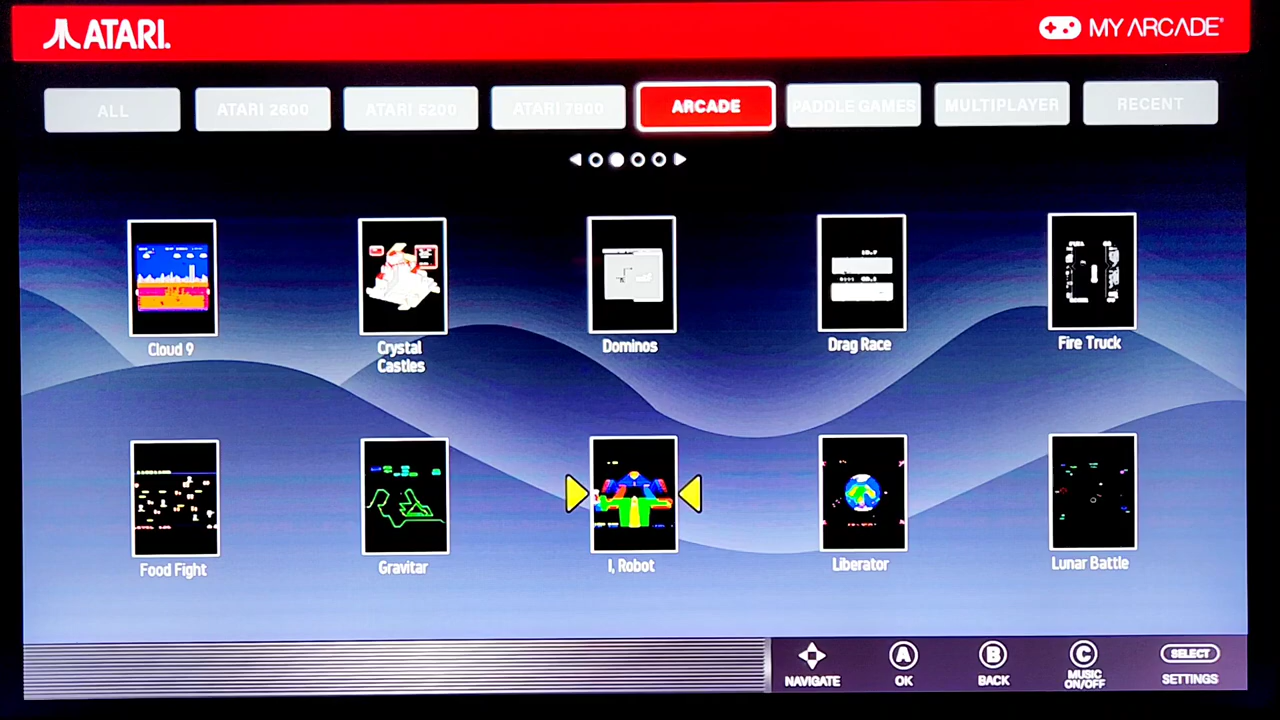 ATARI.
MY ARCADE
ALL
ATARI 2600
ATARI 5200
ATARI 7800
ARCADE
PADDLE GAMES
MULTIPLAYER
RECENT
Cloud 9
Crystal
Castles
Dominos
Drag Race
Fire Truck
Food Fight
Gravitar
I, Robot
Liberator
Lunar Battle
NAVIGATE
A
OK
B
BACK
C
MUSIC
ON/OFF
SELECT
SETTINGS